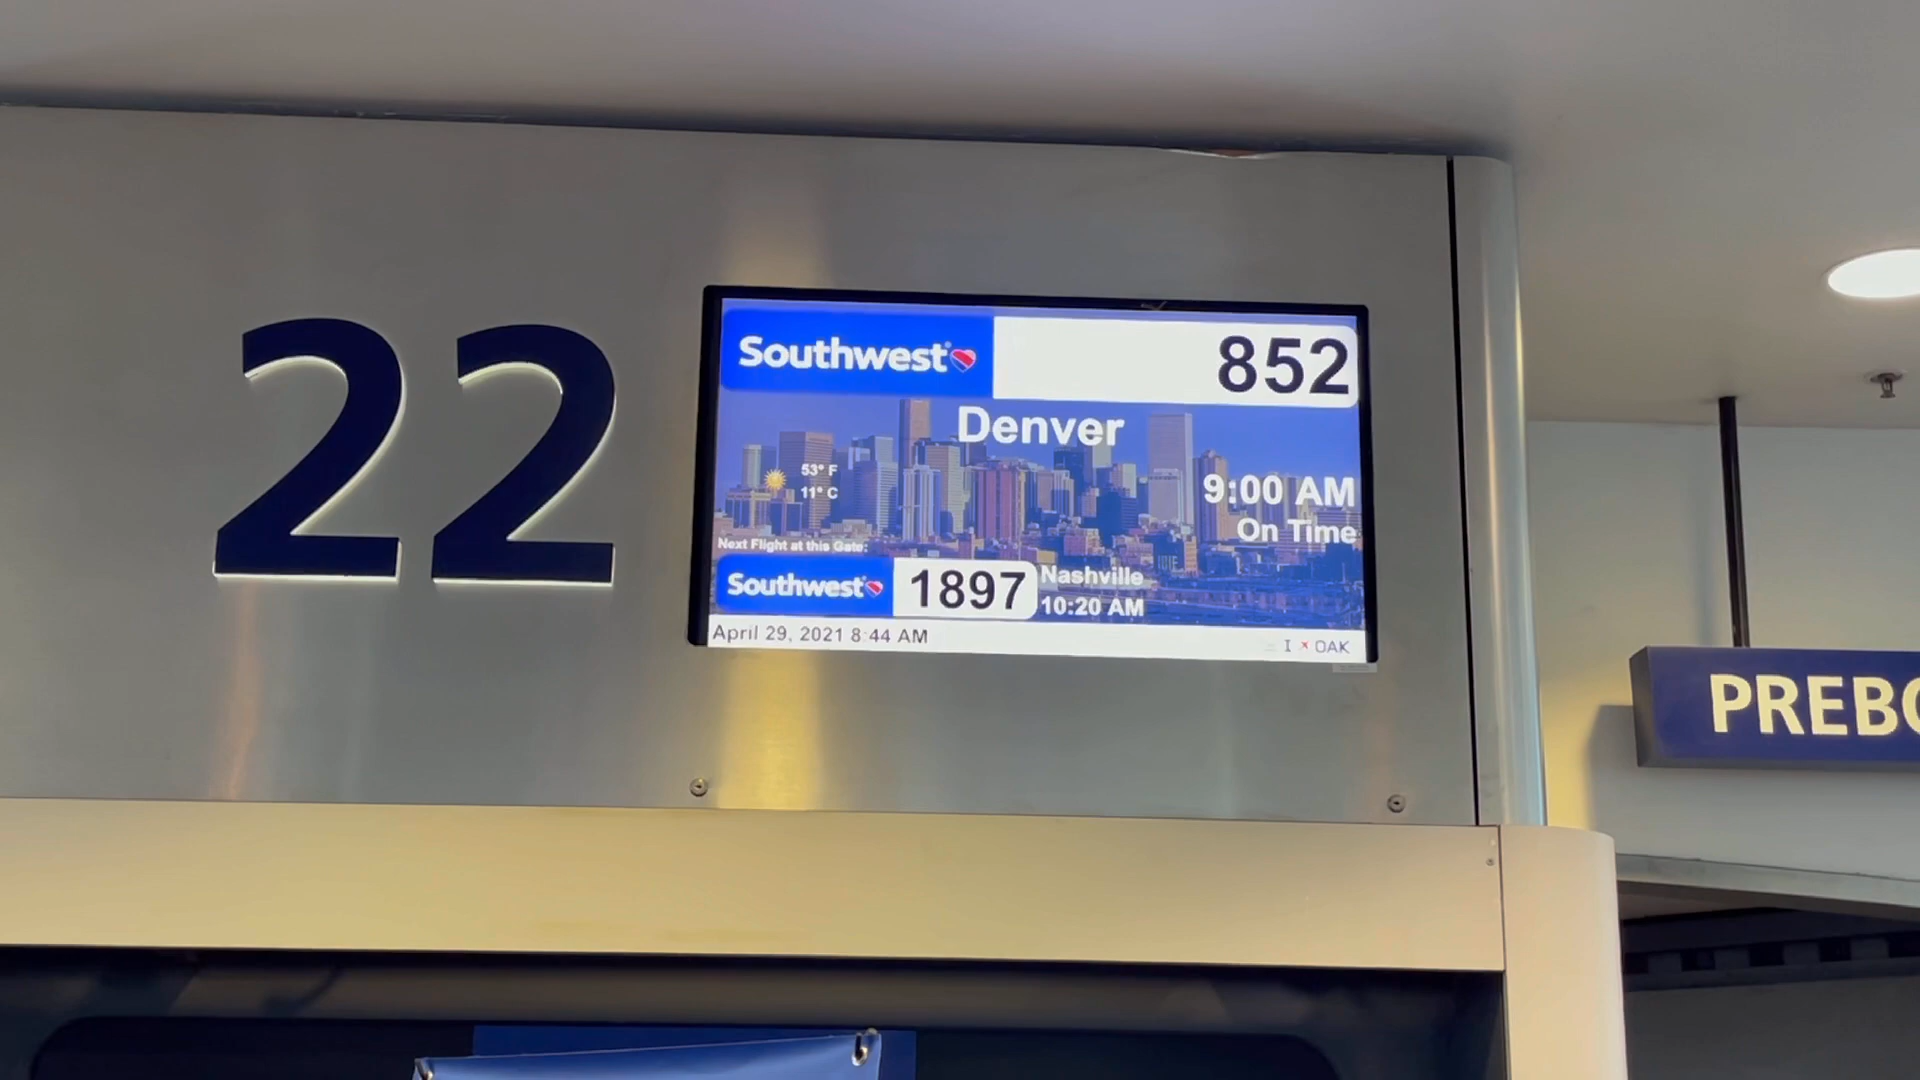 22
Southwest 852
Denver
53° F
11° C
9:00 AM
On Time
Next Flight at this Gate:
Southwest 1897 Nashville
10:20 AM
April 29, 2021 8:44 AM
I OAK